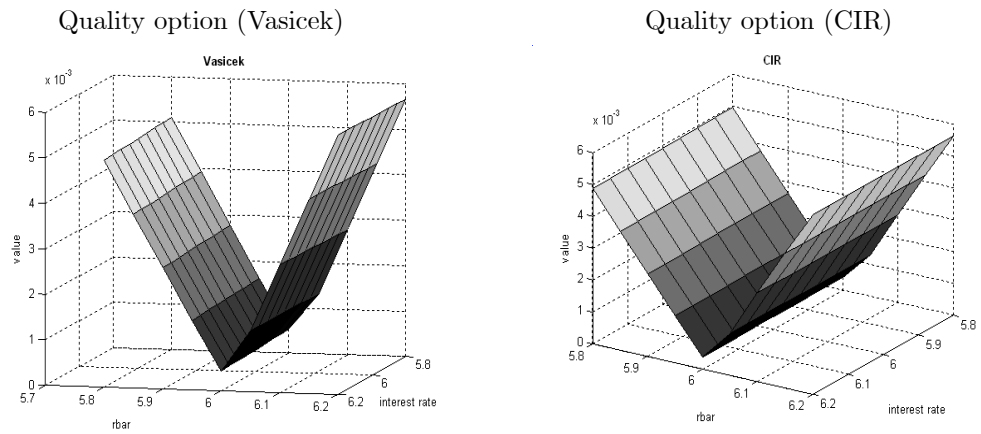 Quality option (Vasicek)
Quality option (CIR)
Vasicek
x 10⁻³
6
5
4
3
2
1
0
value
5.7
5.8
5.9
6
6.1
6.2
rbar
6.2
6
5.8
interest rate
CIR
x 10⁻³
6
5
4
3
2
1
0
value
5.8
5.9
6
6.1
6.2
rbar
6.2
6.1
6
5.9
5.8
interest rate